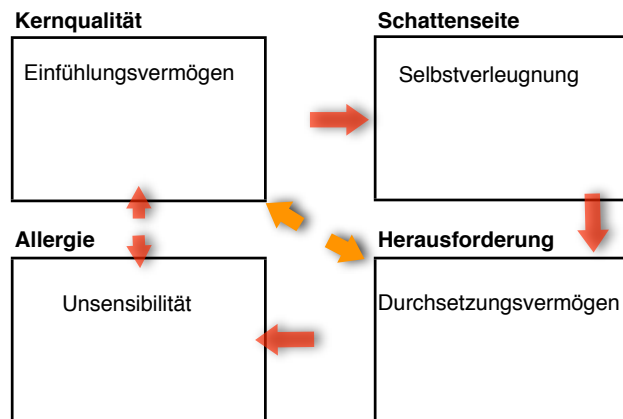 Kernqualität
Schattenseite
Einfühlungsvermögen
Selbstverleugnung
Allergie
Herausforderung
Unsensibilität
Durchsetzungsvermögen